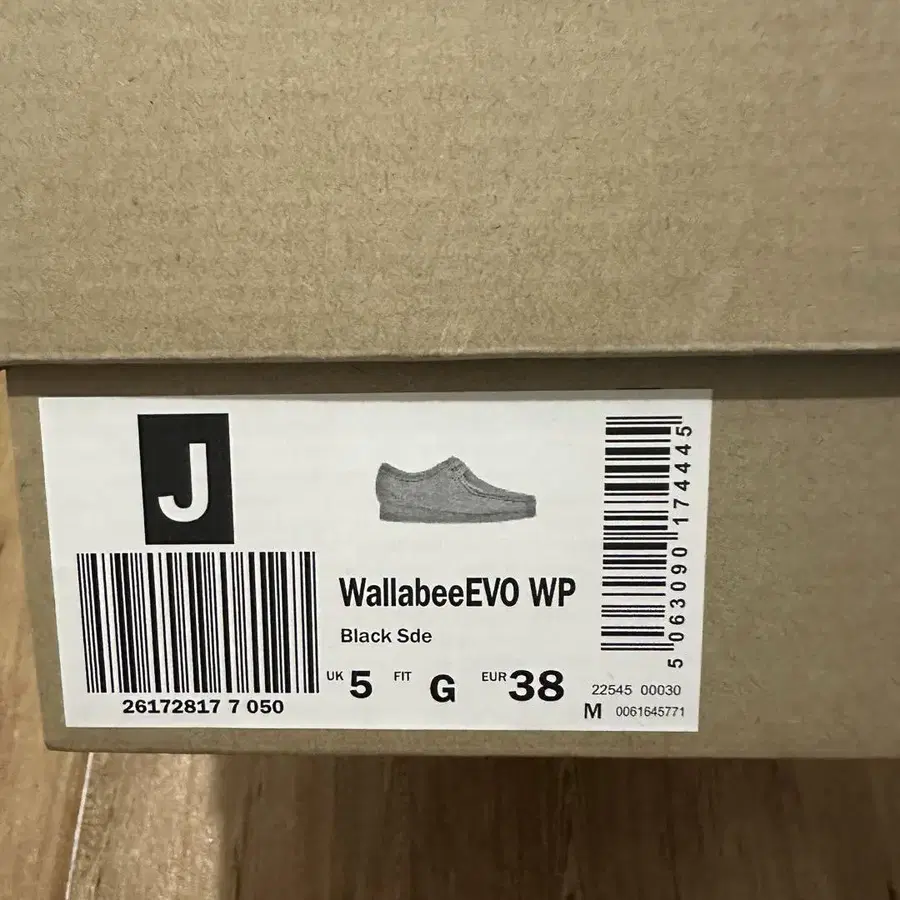 J
26172817 7 050
WallabeeEVO WP
Black Sde
UK 5 FIT G EUR 38
5 063090 174445
22545 00030
M 0061645771